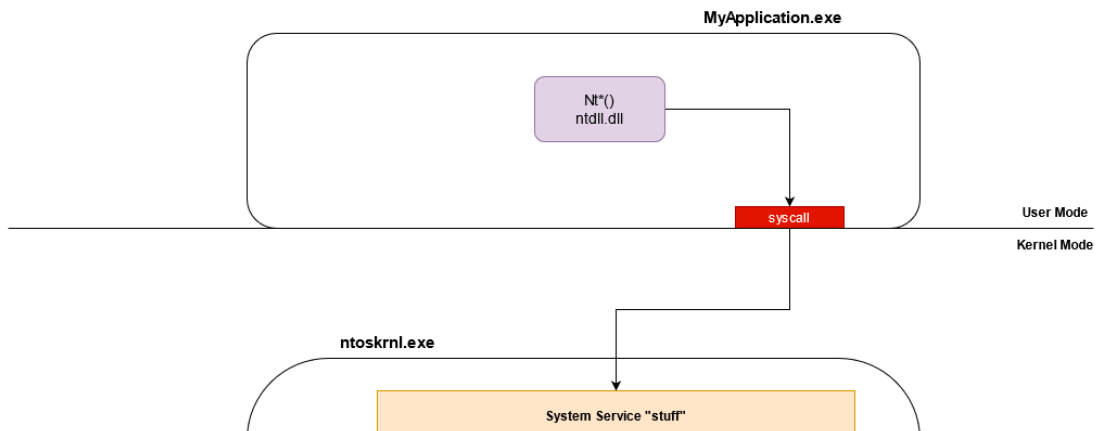 MyApplication.exe
Nt*()
ntdll.dll
syscall
User Mode
Kernel Mode
ntoskrnl.exe
System Service "stuff"